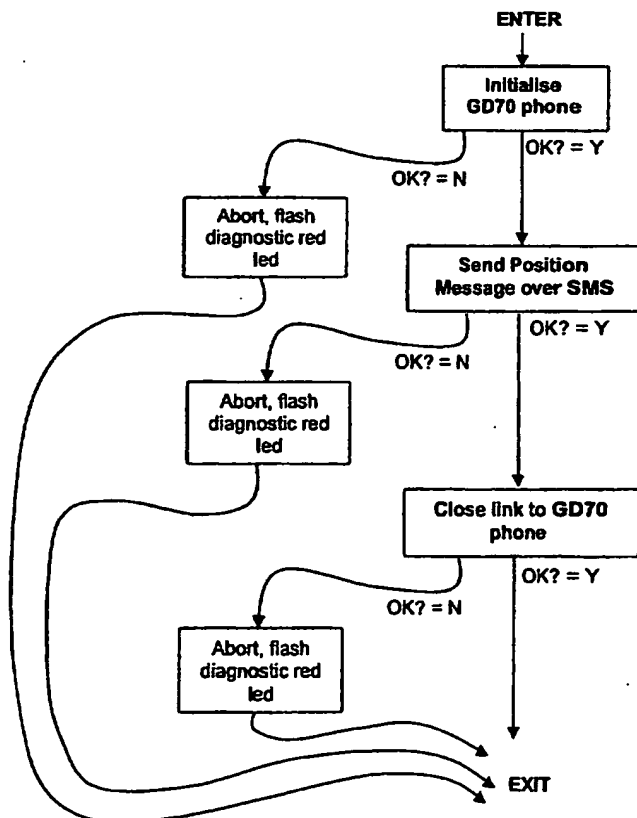 ENTER
Initialise
GD70 phone
OK? = Y
OK? = N
Abort, flash
diagnostic red
led
Send Position
Message over SMS
OK? = Y
OK? = N
Abort, flash
diagnostic red
led
Close link to GD70
phone
OK? = Y
OK? = N
Abort, flash
diagnostic red
led
EXIT